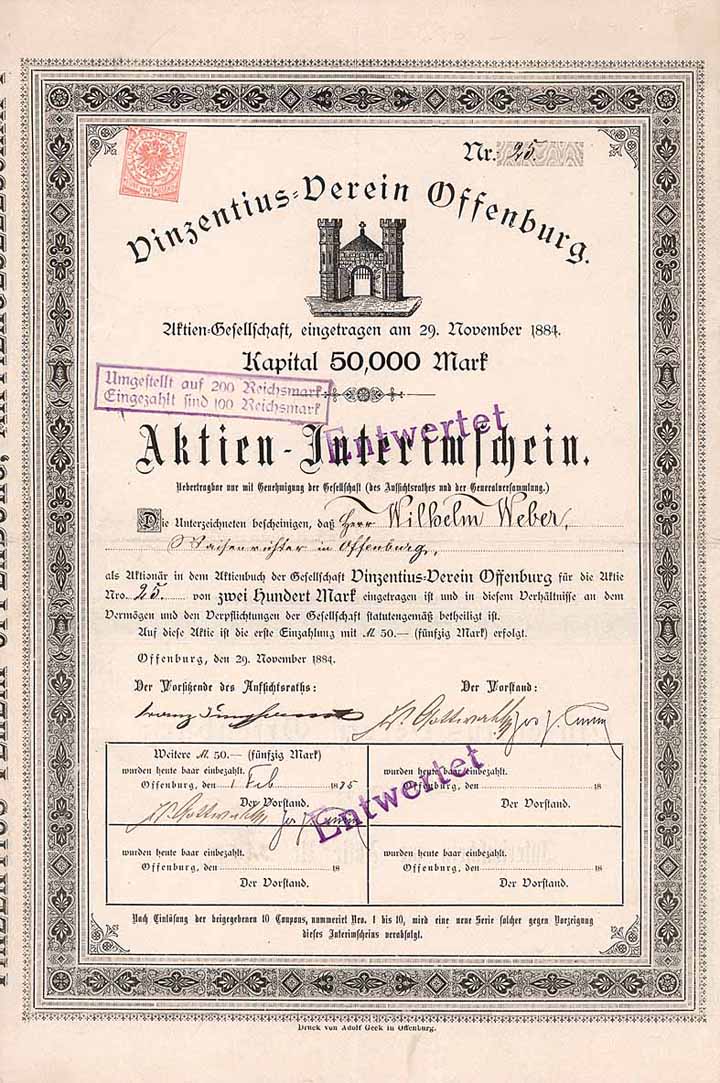 Nr. 25.
Vinzentius-Verein Offenburg.
Aktien-Gesellschaft, eingetragen am 29. November 1884.
Kapital 50,000 Mark
Umgestellt auf 200 Reichsmark
Eingezahlt sind 100 Reichsmark
Entwertet
Aktien-Interimschein.
Uebertragbar nur mit Genehmigung der Gesellschaft (des Aufsichtsrathes und der Generalversammlung.)
Die Unterzeichneten bescheinigen, daß Herr Wilhelm Weber,
Waisenrichter in Offenburg,
als Aktionär in dem Aktienbuch der Gesellschaft Vinzentius-Verein Offenburg für die Aktie
Nro. 25. von zwei Hundert Mark eingetragen ist und in diesem Verhältnisse an dem
Vermögen und den Verpflichtungen der Gesellschaft statutengemäß betheiligt ist.
Auf diese Aktie ist die erste Einzahlung mit M 50.— (fünfzig Mark) erfolgt.
Offenburg, den 29. November 1884.
Der Vorsitzende des Aufsichtsraths: Der Vorstand:
Weitere M. 50.— (fünfzig Mark)
wurden heute baar einbezahlt.
Offenburg, den 1 Feb 1885
Der Vorstand.
wurden heute baar einbezahlt.
Offenburg, den 18
Der Vorstand.
Entwertet
wurden heute baar einbezahlt.
Offenburg, den 18
Der Vorstand.
wurden heute baar einbezahlt.
Offenburg, den 18
Der Vorstand.
Nach Einlösung der beigegebenen 10 Coupons, nummeriet Nro. 1 bis 10, wird eine neue Serie solcher gegen Vorzeigung
dieses Interimscheins verabfolgt.
Druck von Adolf Geck in Offenburg.